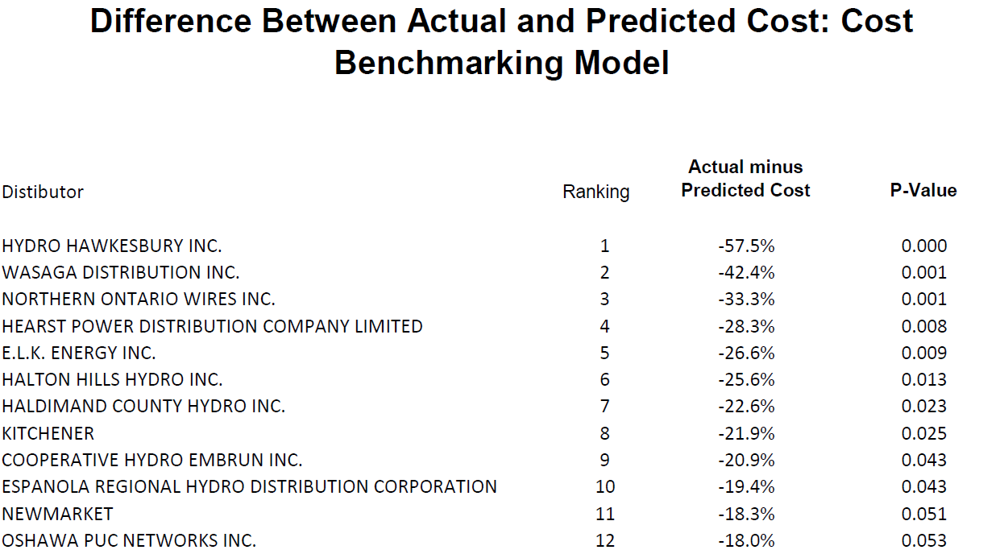 Difference Between Actual and Predicted Cost: Cost
Benchmarking Model
Distibutor Ranking Actual minus Predicted Cost P-Value
HYDRO HAWKESBURY INC. 1 -57.5% 0.000
WASAGA DISTRIBUTION INC. 2 -42.4% 0.001
NORTHERN ONTARIO WIRES INC. 3 -33.3% 0.001
HEARST POWER DISTRIBUTION COMPANY LIMITED 4 -28.3% 0.008
E.L.K. ENERGY INC. 5 -26.6% 0.009
HALTON HILLS HYDRO INC. 6 -25.6% 0.013
HALDIMAND COUNTY HYDRO INC. 7 -22.6% 0.023
KITCHENER 8 -21.9% 0.025
COOPERATIVE HYDRO EMBRUN INC. 9 -20.9% 0.043
ESPANOLA REGIONAL HYDRO DISTRIBUTION CORPORATION 10 -19.4% 0.043
NEWMARKET 11 -18.3% 0.051
OSHAWA PUC NETWORKS INC. 12 -18.0% 0.053